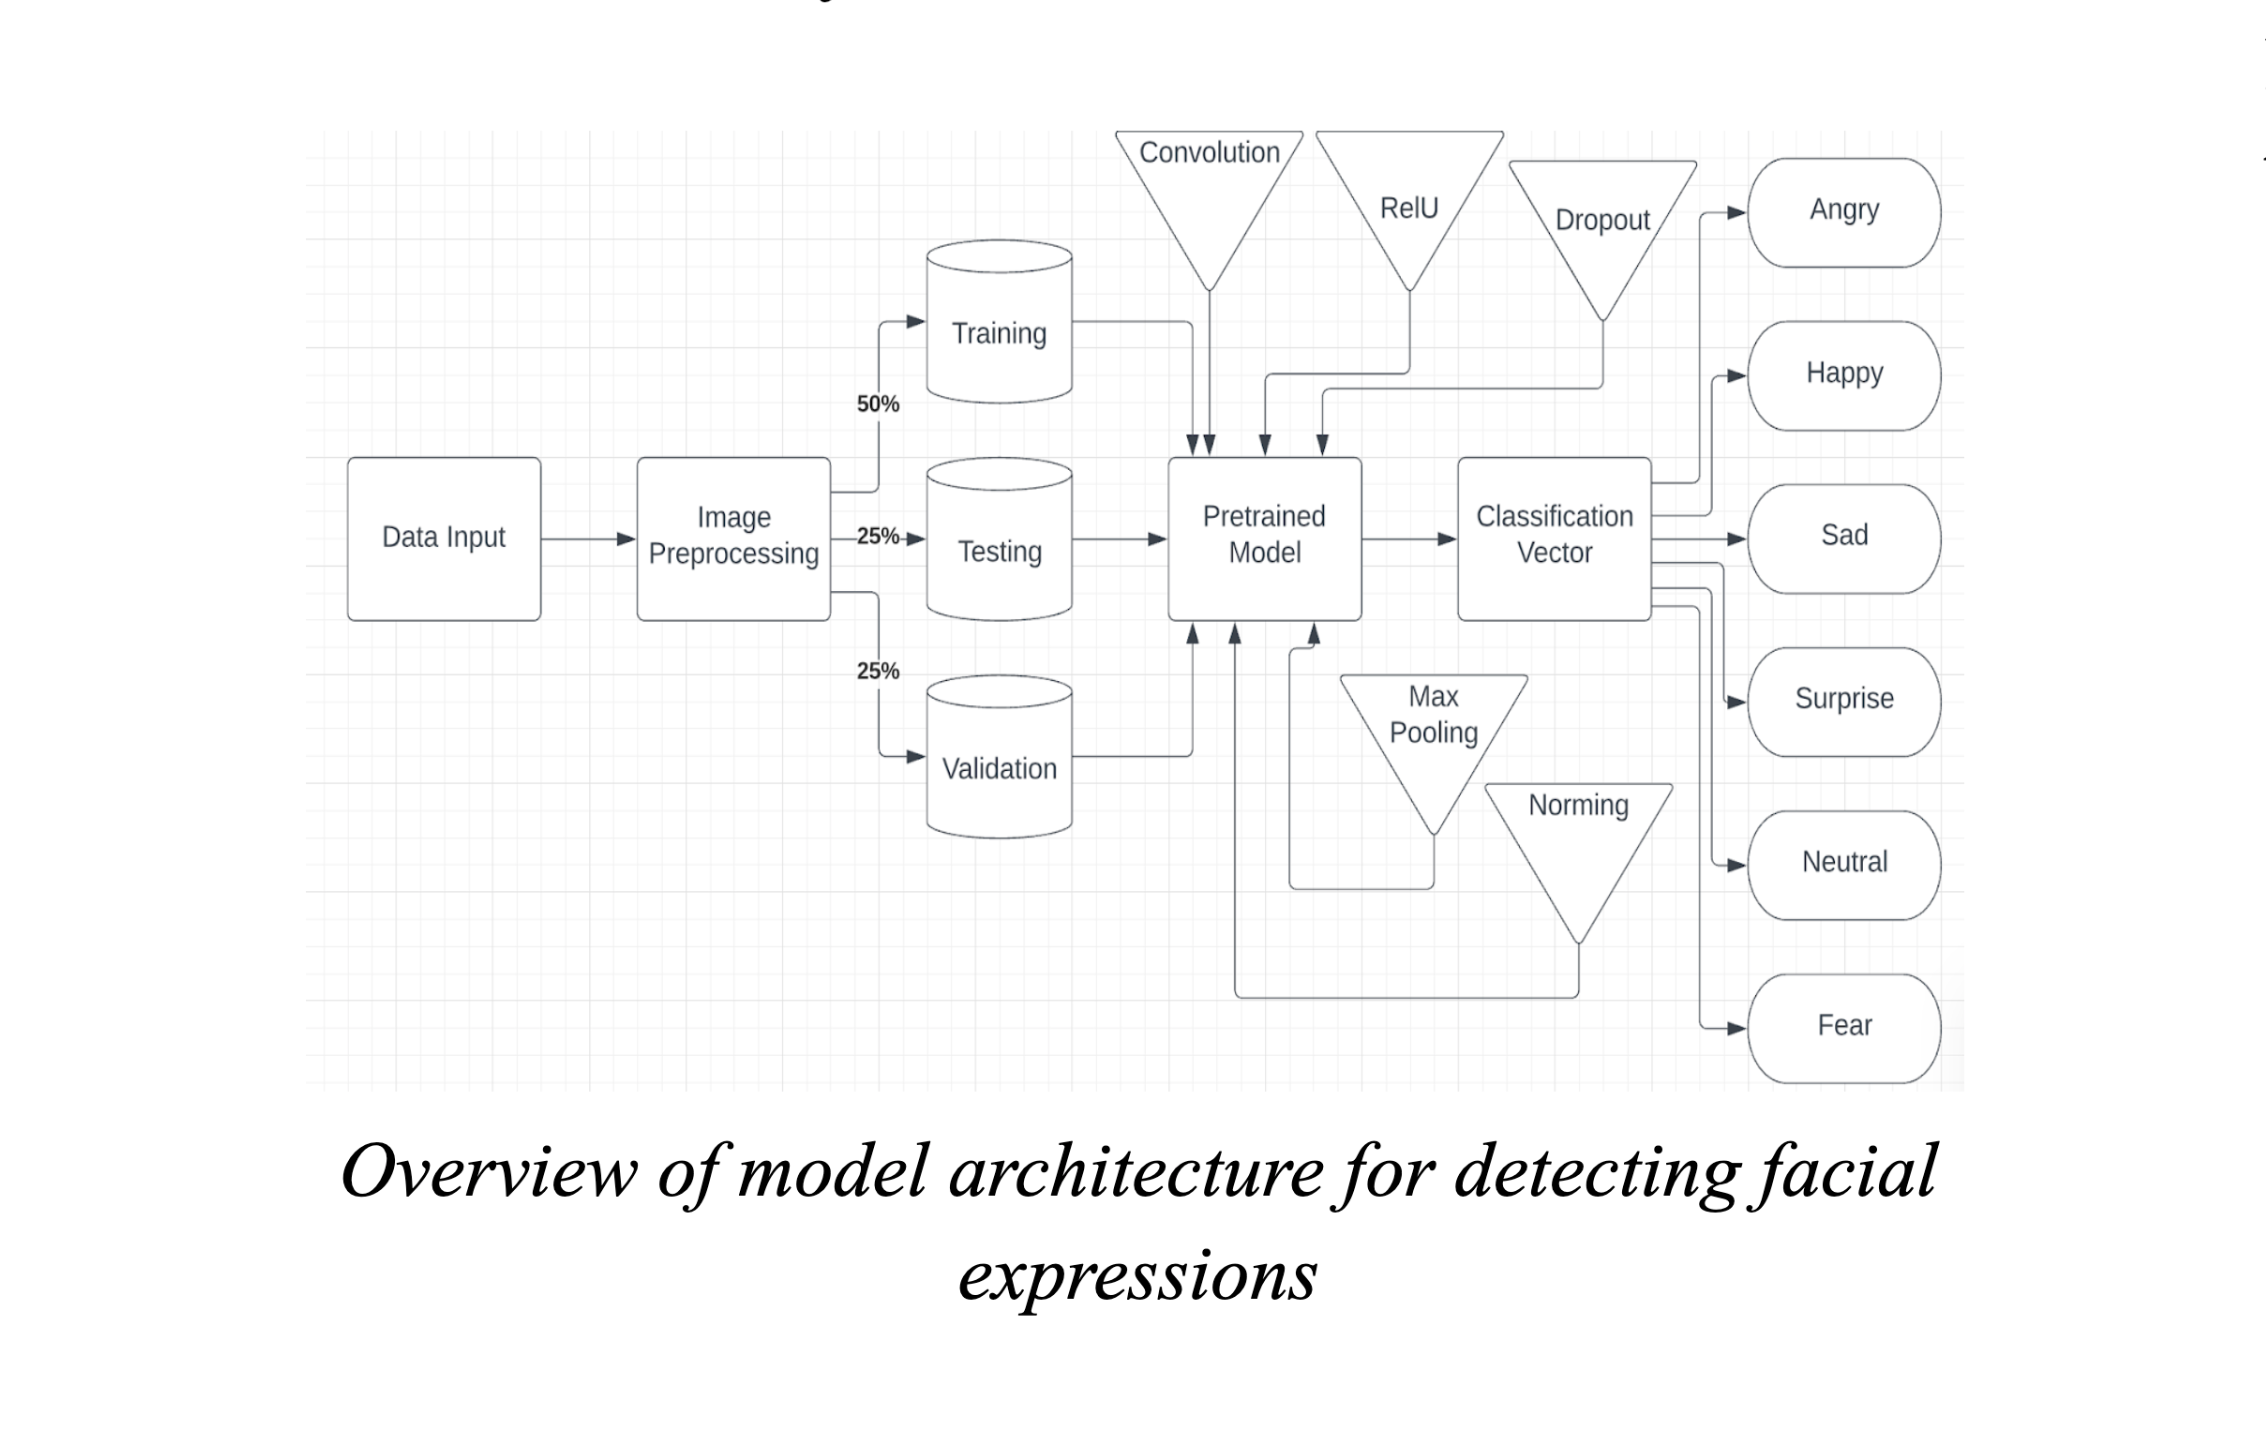 Convolution
RelU
Dropout
Angry
Training
Happy
50%
Data Input
Image
Preprocessing
25%
Testing
Pretrained
Model
Classification
Vector
Sad
25%
Validation
Max
Pooling
Surprise
Norming
Neutral
Fear
Overview of model architecture for detecting facial
expressions